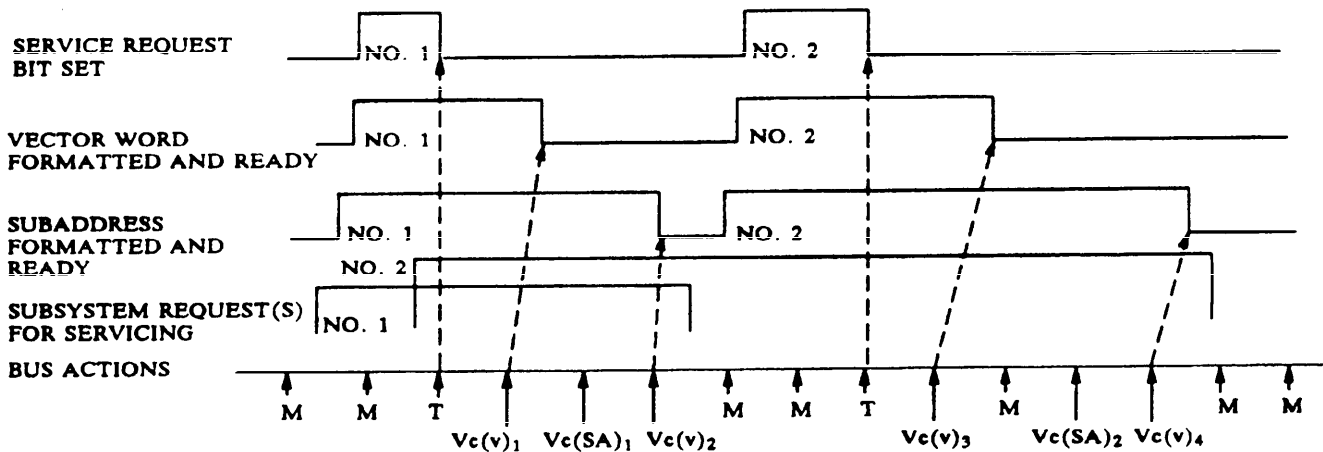 SERVICE REQUEST
BIT SET
NO. 1
NO. 2
VECTOR WORD
FORMATTED AND READY
NO. 1
NO. 2
SUBADDRESS
FORMATTED AND
READY
NO. 1
NO. 2
NO. 2
SUBSYSTEM REQUEST(S)
FOR SERVICING
NO. 1
BUS ACTIONS
M M T M M T M M M
Vc(v)1 Vc(SA)1 Vc(v)2 Vc(v)3 Vc(SA)2 Vc(v)4